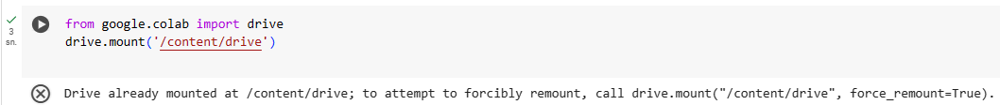 from google.colab import drive
3
sn.
drive.mount('/content/drive')
Drive already mounted at /content/drive; to attempt to forcibly remount, call drive.mount("/content/drive", force_remount=True).